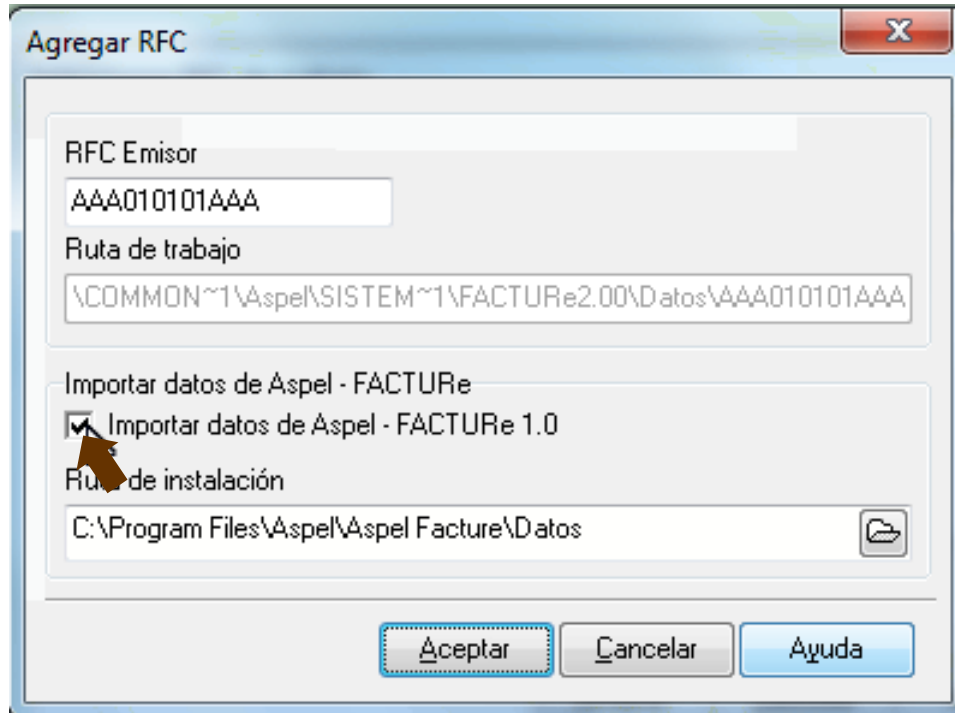 Agregar RFC
RFC Emisor
AAA010101AAA
Ruta de trabajo
\COMMON~1\Aspel\SISTEM~1\FACTURe2.00\Datos\AAA010101AAA
Importar datos de Aspel - FACTURe
Importar datos de Aspel - FACTURe 1.0
de instalación
C:\Program Files\Aspel\Aspel Facture\Datos
Aceptar
Cancelar
Ayuda